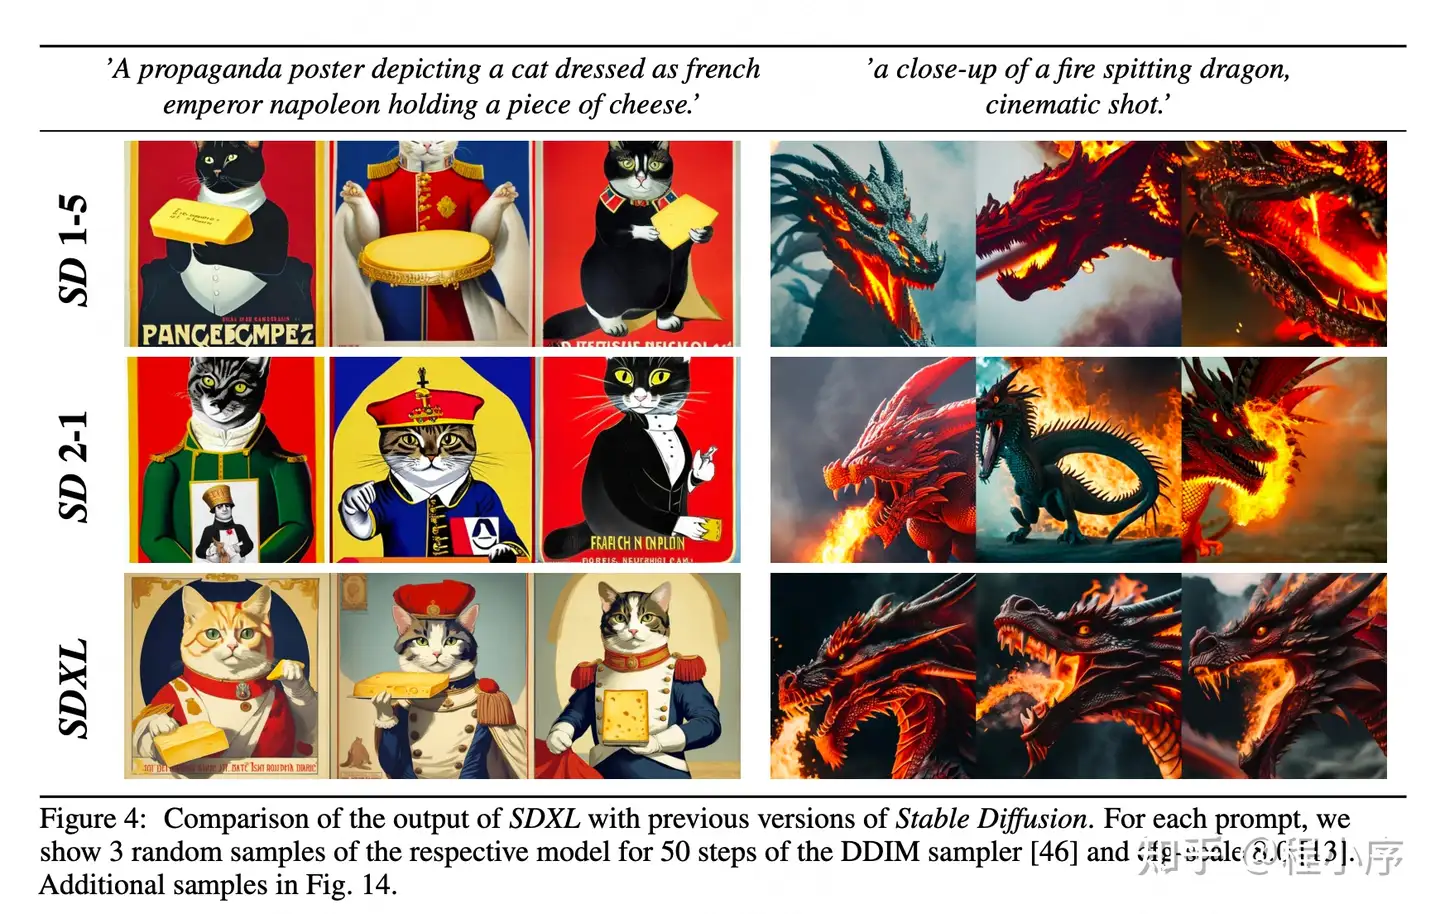 ’A propaganda poster depicting a cat dressed as french
emperor napoleon holding a piece of cheese.’
’a close-up of a fire spitting dragon,
cinematic shot.’
SD 1-5
PANGEEGMPEZ
SD 2-1
FRAFI CH N CNPLUN
SDXL
Figure 4: Comparison of the output of SDXL with previous versions of Stable Diffusion. For each prompt, we
show 3 random samples of the respective model for 50 steps of the DDIM sampler [46] and cfg-scale 8.0 [13].
Additional samples in Fig. 14.
知乎 @程小序